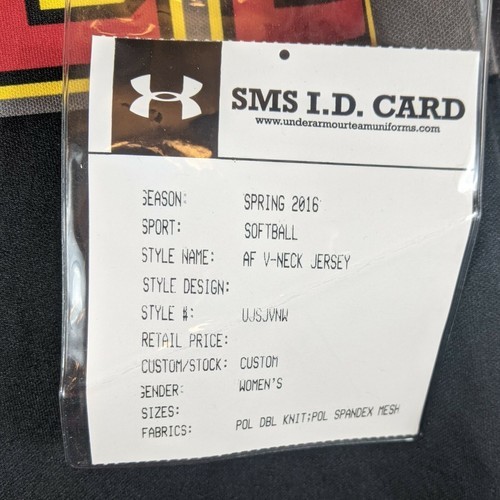 SMS I.D. CARD
www.underarmourteamuniforms.com
SEASON: SPRING 2016
SPORT: SOFTBALL
STYLE NAME: AF V-NECK JERSEY
STYLE DESIGN:
STYLE #: UJSJVNW
RETAIL PRICE:
CUSTOM/STOCK: CUSTOM
GENDER: WOMEN'S
SIZES:
FABRICS: POL DBL KNIT;POL SPANDEX MESH